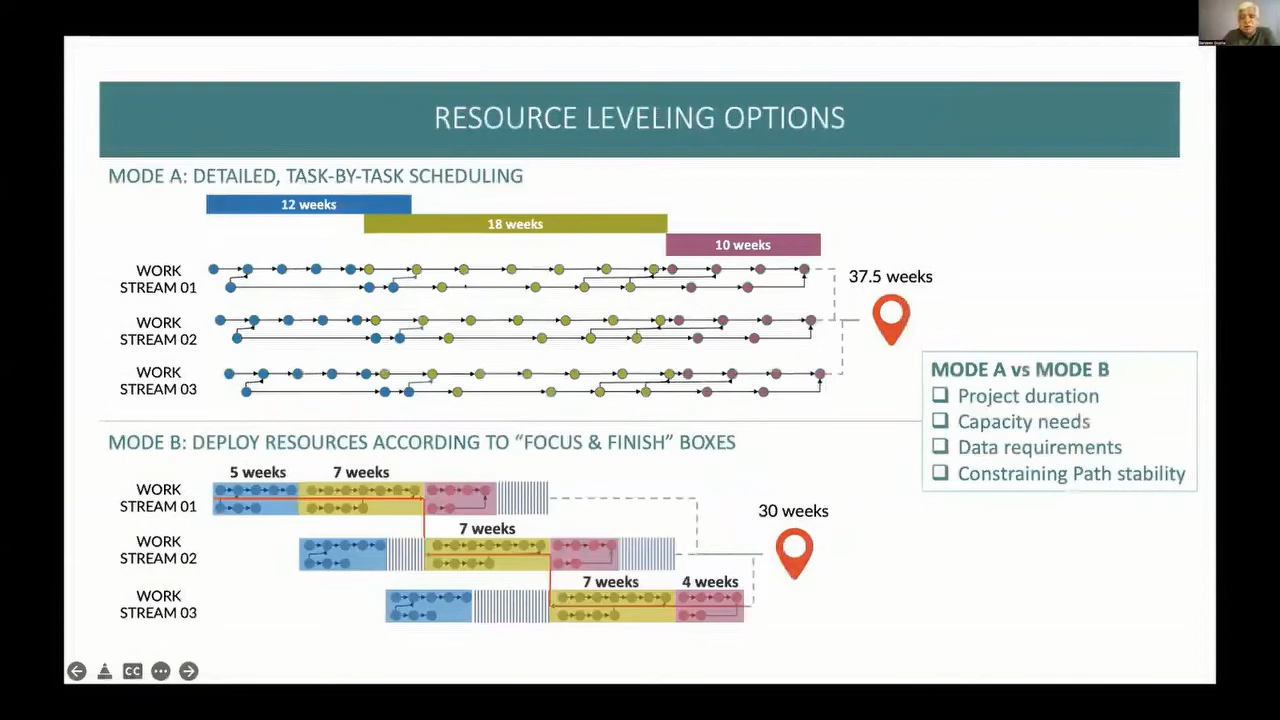 RESOURCE LEVELING OPTIONS
MODE A: DETAILED, TASK-BY-TASK SCHEDULING
12 weeks
18 weeks
10 weeks
WORK
STREAM 01
37.5 weeks
WORK
STREAM 02
WORK
STREAM 03
MODE A vs MODE B
Project duration
Capacity needs
Data requirements
Constraining Path stability
MODE B: DEPLOY RESOURCES ACCORDING TO “FOCUS & FINISH” BOXES
5 weeks
7 weeks
WORK
STREAM 01
30 weeks
7 weeks
WORK
STREAM 02
7 weeks
4 weeks
WORK
STREAM 03
CC